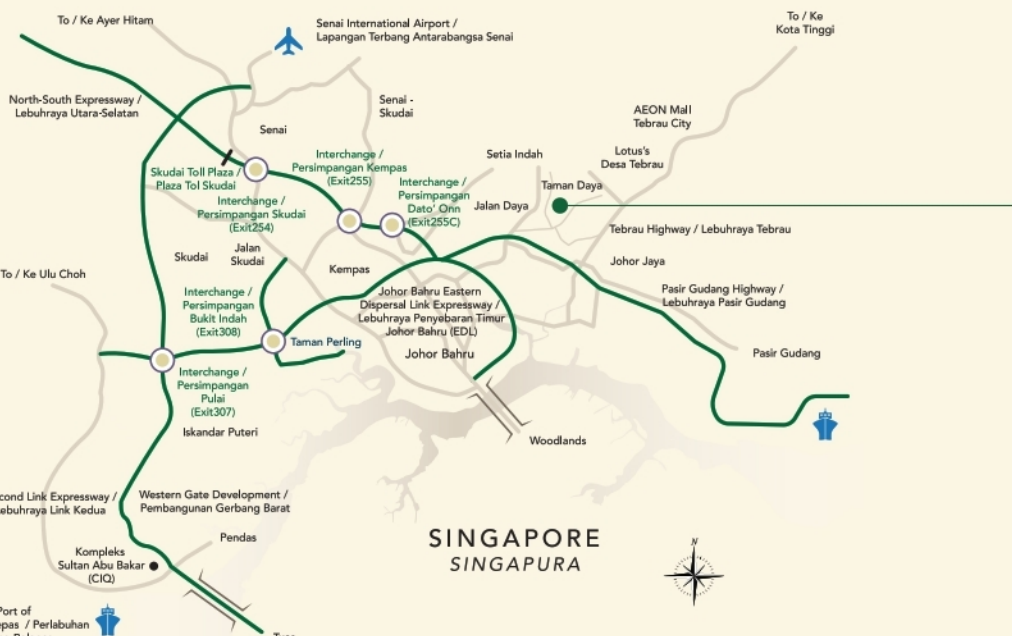 To / Ke Ayer Hitam
Senai International Airport /
Lapangan Terbang Antarabangsa Senai
To / Ke
Kota Tinggi
North-South Expressway /
Lebuhraya Utara-Selatan
Senai -
Skudai
AEON Mall
Tebrau City
Senai
Lotus's
Desa Tebrau
Setia Indah
Interchange /
Persimpangan Kempas
(Exit255)
Skudai Toll Plaza /
Plaza Tol Skudai
Interchange /
Persimpangan
Dato' Onn
(Exit255C)
Taman Daya
Jalan Daya
Interchange /
Persimpangan Skudai
(Exit254)
Tebrau Highway / Lebuhraya Tebrau
Skudai
Jalan
Skudai
Kempas
Johor Jaya
To / Ke Ulu Choh
Interchange /
Persimpangan
Bukit Indah
(Exit308)
Johor Bahru Eastern
Dispersal Link Expressway /
Lebuhraya Penyebaran Timur
Johor Bahru (EDL)
Pasir Gudang Highway /
Lebuhraya Pasir Gudang
Taman Perling
Johor Bahru
Pasir Gudang
Interchange /
Persimpangan
Pulai
(Exit307)
Iskandar Puteri
Woodlands
cond Link Expressway /
ebuhraya Link Kedua
Western Gate Development /
Pembangunan Gerbang Barat
Pendas
Kompleks
Sultan Abu Bakar
(CIQ)
SINGAPORE
SINGAPURA
N
Port of
epas / Perlabuhan